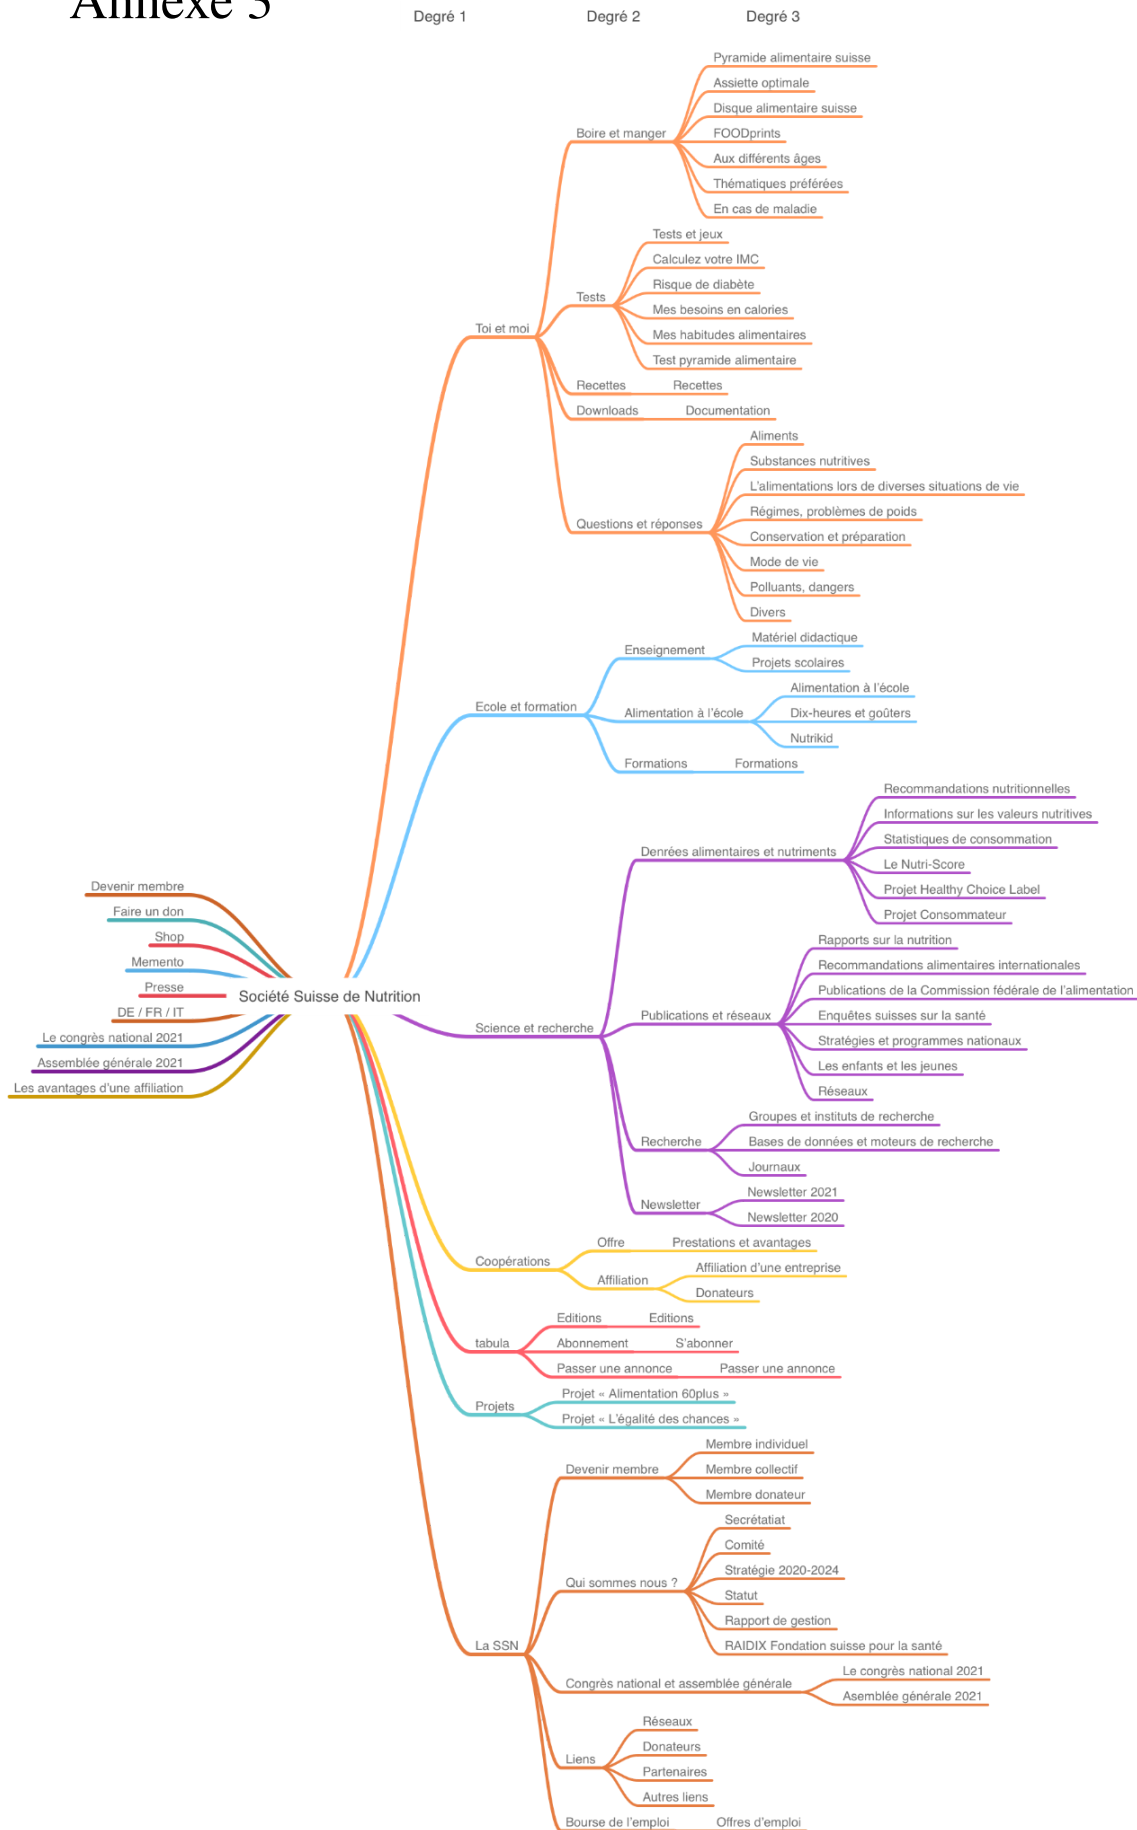 Annexe 3
Degré 1
Degré 2
Degré 3
Société Suisse de Nutrition
Devenir membre
Faire un don
Shop
Memento
Presse
DE / FR / IT
Le congrès national 2021
Assemblée générale 2021
Les avantages d'une affiliation
Toi et moi
Boire et manger
Pyramide alimentaire suisse
Assiette optimale
Disque alimentaire suisse
FOODprints
Aux différents âges
Thématiques préférées
En cas de maladie
Tests
Tests et jeux
Calculez votre IMC
Risque de diabète
Mes besoins en calories
Mes habitudes alimentaires
Test pyramide alimentaire
Recettes
Recettes
Downloads
Documentation
Questions et réponses
Aliments
Substances nutritives
L'alimentations lors de diverses situations de vie
Régimes, problèmes de poids
Conservation et préparation
Mode de vie
Polluants, dangers
Divers
Ecole et formation
Enseignement
Matériel didactique
Projets scolaires
Alimentation à l'école
Alimentation à l'école
Dix-heures et goûters
Nutrikid
Formations
Formations
Science et recherche
Denrées alimentaires et nutriments
Recommandations nutritionnelles
Informations sur les valeurs nutritives
Statistiques de consommation
Le Nutri-Score
Projet Healthy Choice Label
Projet Consommateur
Publications et réseaux
Rapports sur la nutrition
Recommandations alimentaires internationales
Publications de la Commission fédérale de l'alimentation
Enquêtes suisses sur la santé
Stratégies et programmes nationaux
Les enfants et les jeunes
Réseaux
Recherche
Groupes et instituts de recherche
Bases de données et moteurs de recherche
Journaux
Newsletter
Newsletter 2021
Newsletter 2020
Coopérations
Offre
Prestations et avantages
Affiliation
Affiliation d'une entreprise
Donateurs
tabula
Editions
Editions
Abonnement
S'abonner
Passer une annonce
Passer une annonce
Projets
Projet « Alimentation 60plus »
Projet « L'égalité des chances »
La SSN
Devenir membre
Membre individuel
Membre collectif
Membre donateur
Qui sommes nous ?
Secrétatiat
Comité
Stratégie 2020-2024
Statut
Rapport de gestion
RAIDIX Fondation suisse pour la santé
Congrès national et assemblée générale
Le congrès national 2021
Asemblée générale 2021
Liens
Réseaux
Donateurs
Partenaires
Autres liens
Bourse de l'emploi
Offres d'emploi